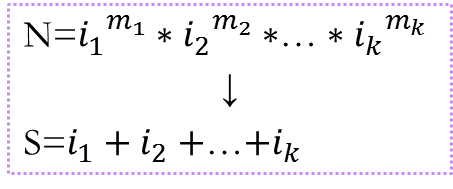 N=i₁^m₁ * i₂^m₂ *…* iₖ^mₖ
↓
S=i₁ + i₂ +…+iₖ